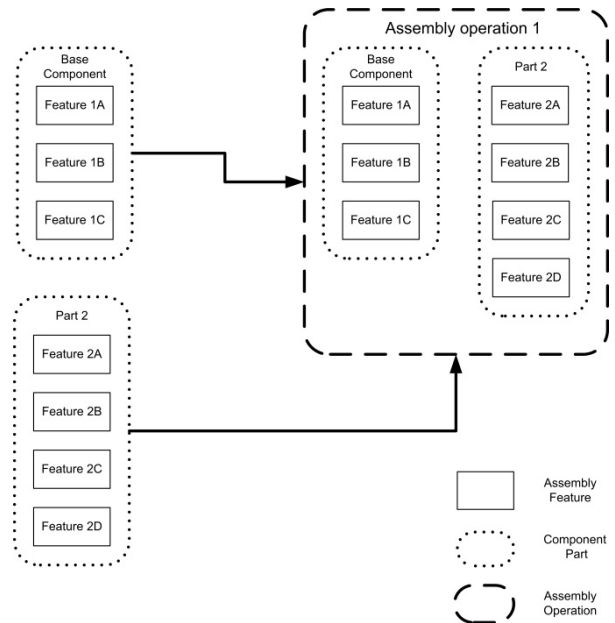 Assembly operation 1
Base
Component
Feature 1A
Feature 1B
Feature 1C
Base
Component
Feature 1A
Feature 1B
Feature 1C
Part 2
Feature 2A
Feature 2B
Feature 2C
Feature 2D
Part 2
Feature 2A
Feature 2B
Feature 2C
Feature 2D
Assembly
Feature
Component
Part
Assembly
Operation